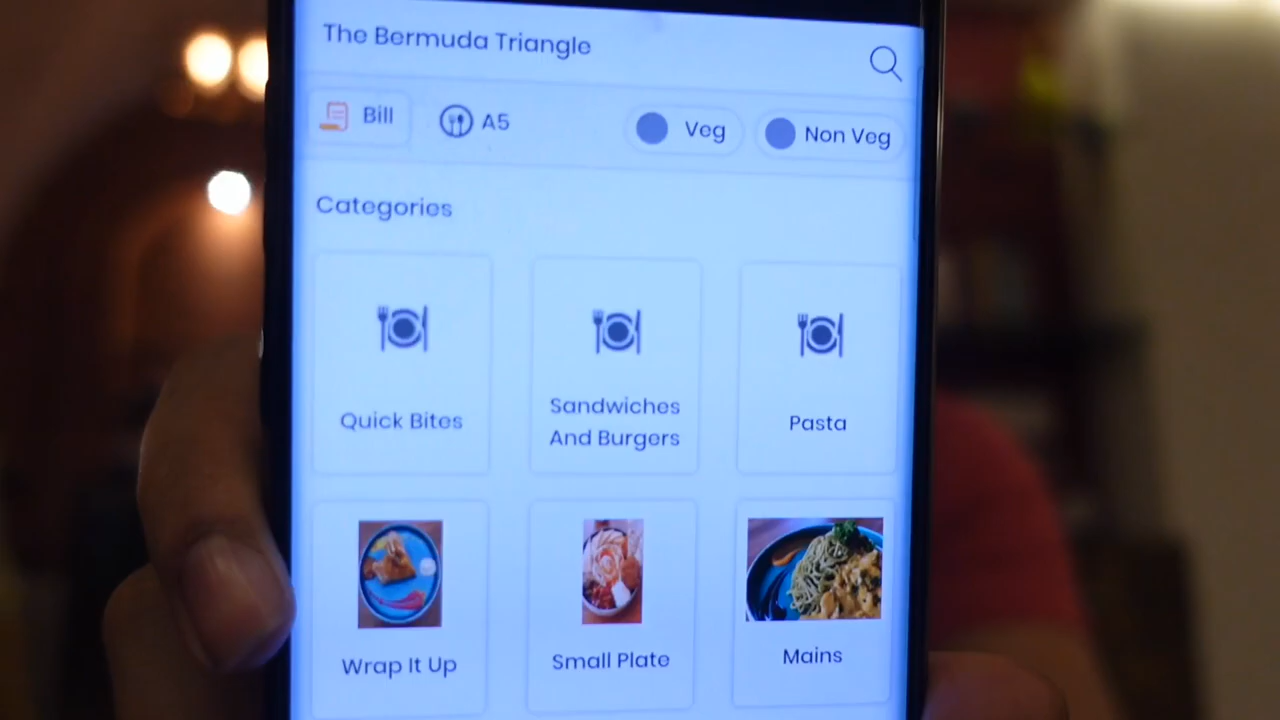 The Bermuda Triangle
Bill
A5
Veg
Non Veg
Categories
Quick Bites
Sandwiches
And Burgers
Pasta
Wrap It Up
Small Plate
Mains